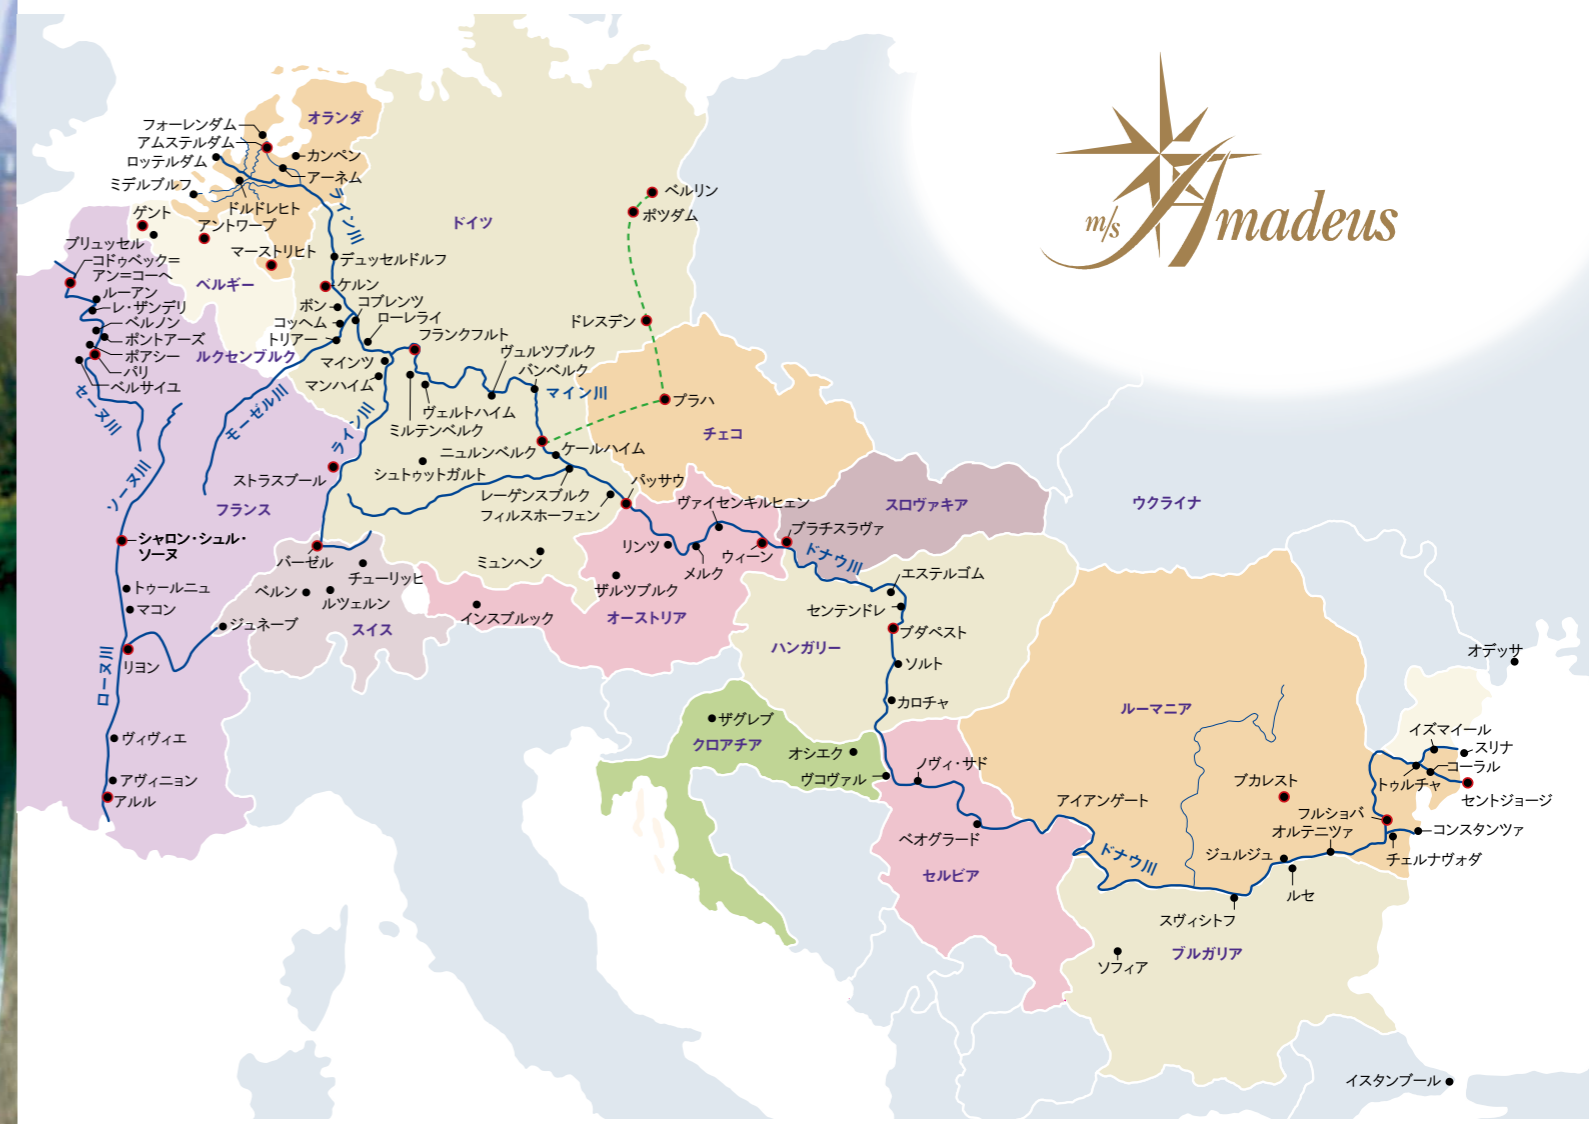 m/s Amadeus
オランダ
フォーレンダム
アムステルダム
ロッテルダム
ミデルブルフ
カンペン
アーネム
ドルドレヒト
ゲント
アントワープ
ブリュッセル
マーストリヒト
コドゥベック＝
アン＝コーへ
ルーアン
レ・ザンデリ
ベルノン
ポントアーズ
ポアシー
パリ
ベルサイユ
ベルギー
ルクセンブルク
セーヌ川
ソーヌ川
モーゼル川
ライン川
ライン川
ドイツ
ベルリン
ポツダム
デュッセルドルフ
ケルン
ボン
コブレンツ
コッヘム
ローレライ
トリアー
フランクフルト
ドレスデン
マインツ
マンハイム
ヴュルツブルク
バンベルク
マイン川
ヴェルトハイム
ミルテンベルク
ニュルンベルク
ケールハイム
プラハ
チェコ
シュトゥットガルト
ストラスブール
レーゲンスブルク
フィルスホーフェン
パッサウ
フランス
シャロン・シュル・
ソーヌ
バーゼル
チューリッヒ
ベルン
ルツェルン
スイス
ジュネーブ
トゥールニュ
マコン
リヨン
ローヌ川
ヴィヴィエ
アヴィニョン
アルル
ミュンヘン
インスブルック
ザルツブルク
オーストリア
リンツ
メルク
ヴァイセンキルヒェン
ウィーン
ブラチスラヴァ
スロヴァキア
ウクライナ
ドナウ川
エステルゴム
センテンドレ
ブダペスト
ハンガリー
ソルト
カロチャ
ザグレブ
クロアチア
オシエク
ヴコヴァル
ノヴィ・サド
ベオグラード
セルビア
アイアンゲート
ドナウ川
ルーマニア
ブカレスト
フルショバ
オルテニツァ
ジュルジュ
ルセ
スヴィシトフ
ソフィア
ブルガリア
オデッサ
イズマイール
スリナ
コーラル
トゥルチャ
セントジョージ
コンスタンツァ
チェルナヴォダ
イスタンブール